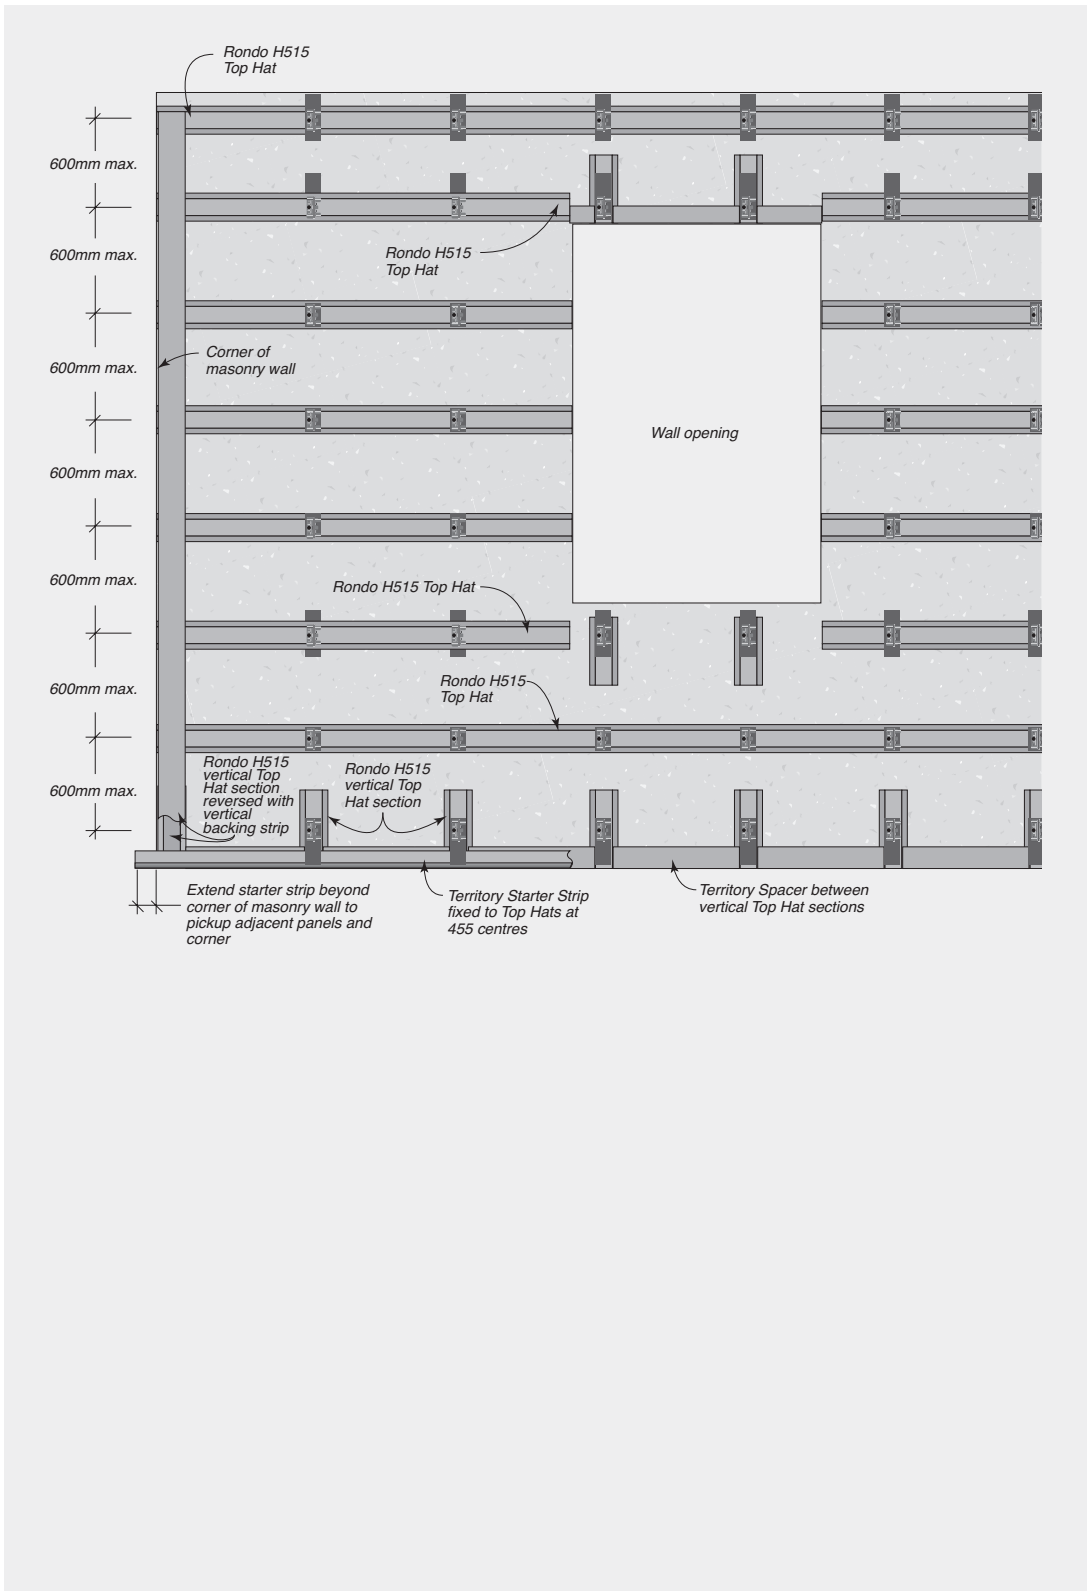 Rondo H515
Top Hat
600mm max.
600mm max.
Rondo H515
Top Hat
Corner of
masonry wall
600mm max.
Wall opening
600mm max.
600mm max.
Rondo H515 Top Hat
Rondo H515
Top Hat
600mm max.
Rondo H515
vertical Top
Hat section
reversed with
vertical
backing strip
Rondo H515
vertical Top
Hat section
600mm max.
Extend starter strip beyond
corner of masonry wall to
pickup adjacent panels and
corner
Territory Starter Strip
fixed to Top Hats at
455 centres
Territory Spacer between
vertical Top Hat sections